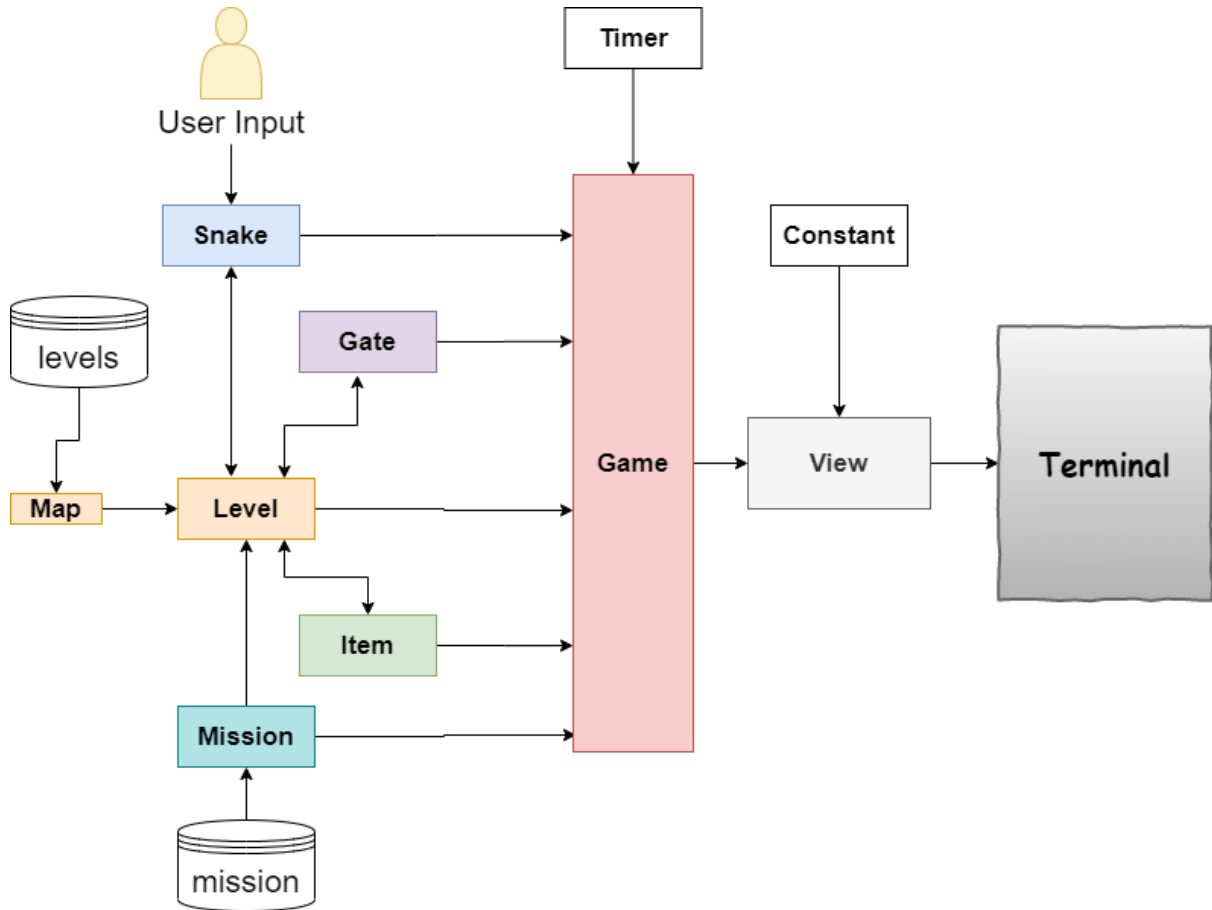 Timer
User Input
Snake
Constant
levels
Gate
Game
View
Terminal
Map
Level
Item
Mission
mission